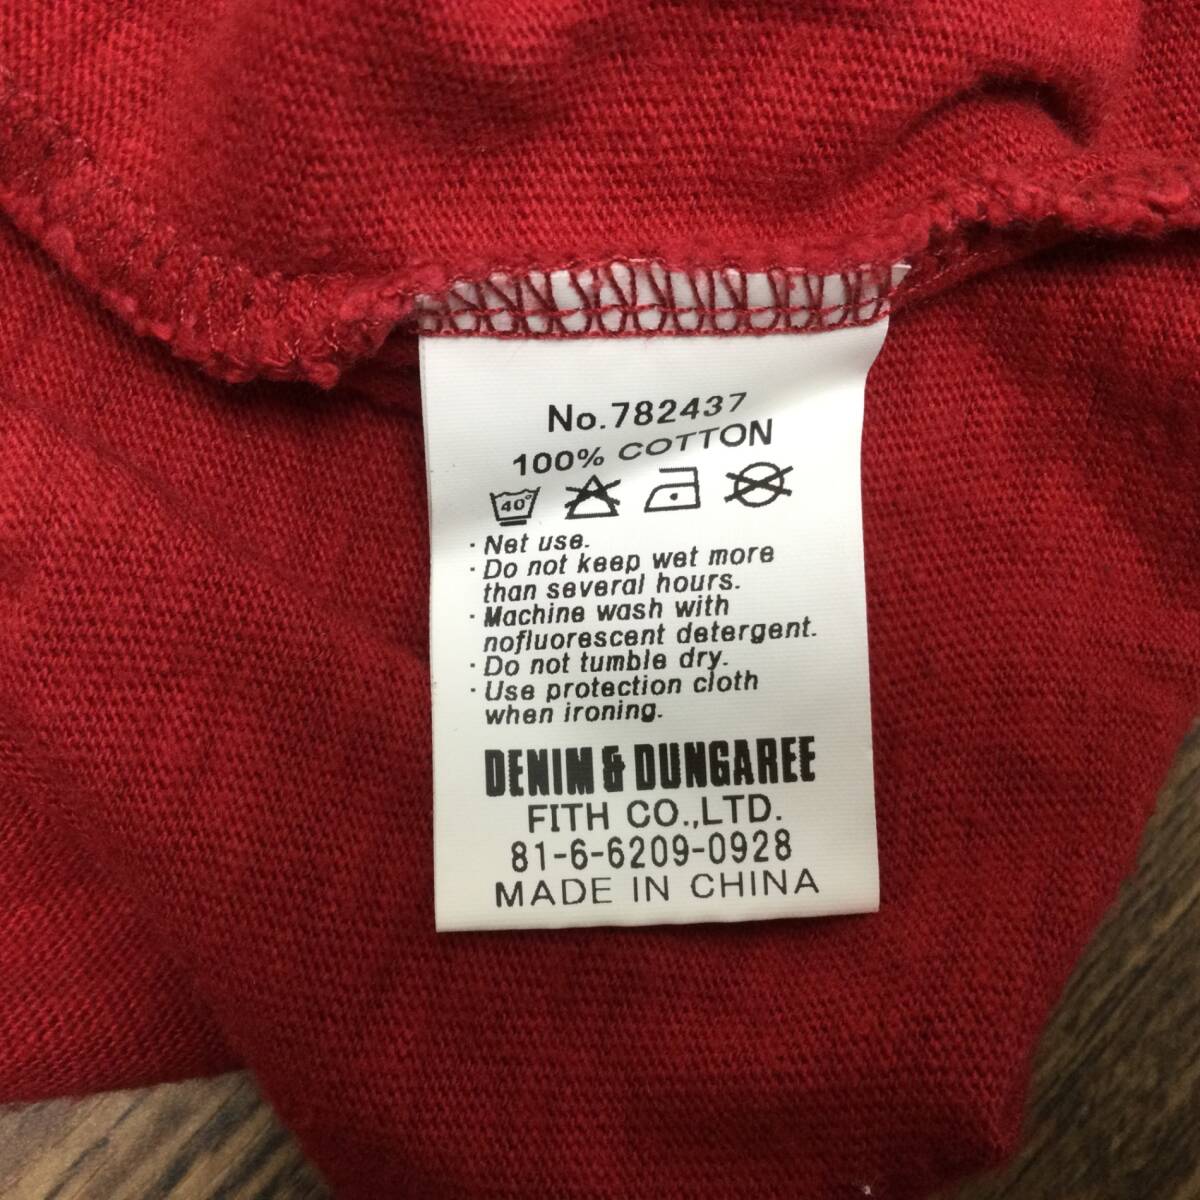 No.782437
100% COTTON
40°
· Net use.
· Do not keep wet more
than several hours.
· Machine wash with
nofluorescent detergent.
· Do not tumble dry.
· Use protection cloth
when ironing.
DENIM & DUNGAREE
FITH CO.,LTD.
81-6-6209-0928
MADE IN CHINA